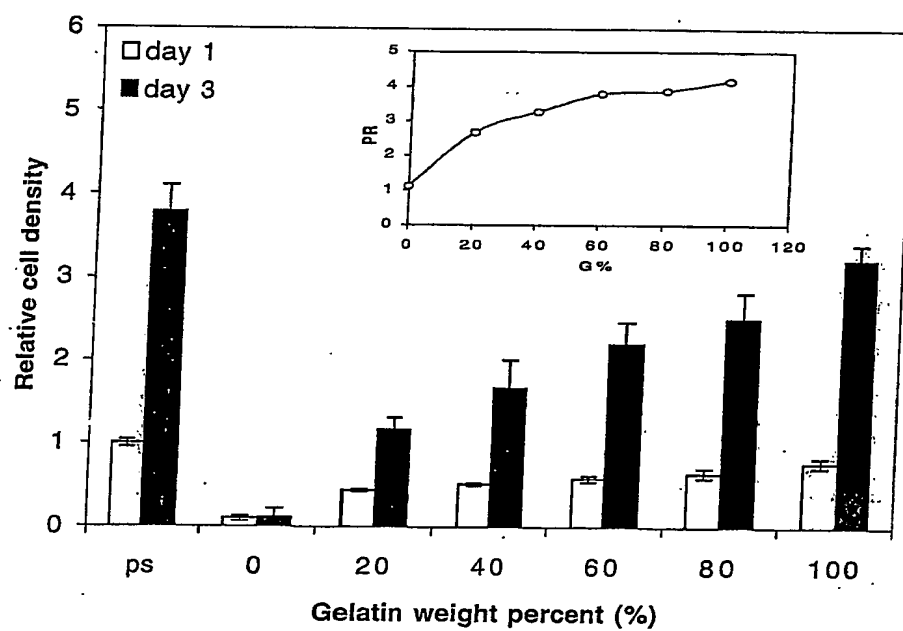 6
5
4
3
2
1
0
Relative cell density
day 1
day 3
5
4
3
2
1
0
PR
0 20 40 60 80 100 120
G%
ps 0 20 40 60 80 100
Gelatin weight percent (%)